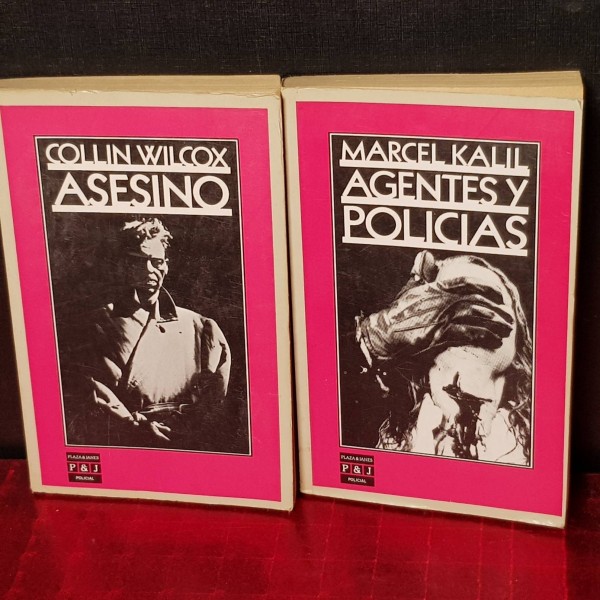 COLLIN WILCOX
ASESINO
PLAZA & JANES
P & J
POLICIAL
MARCEL KALIL
AGENTES Y
POLICIAS
PLAZA & JANES
P & J
POLICIAL